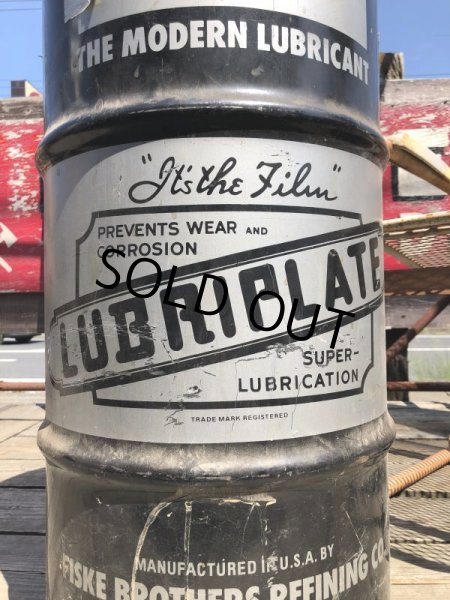 THE MODERN LUBRICANT
"It's the Film"
PREVENTS WEAR AND
CORROSION
LUBRIPLATE
SOLD OUT
SUPER-
LUBRICATION
TRADE MARK REGISTERED
MANUFACTURED IN U.S.A. BY
FISKE BROTHERS REFINING CO.